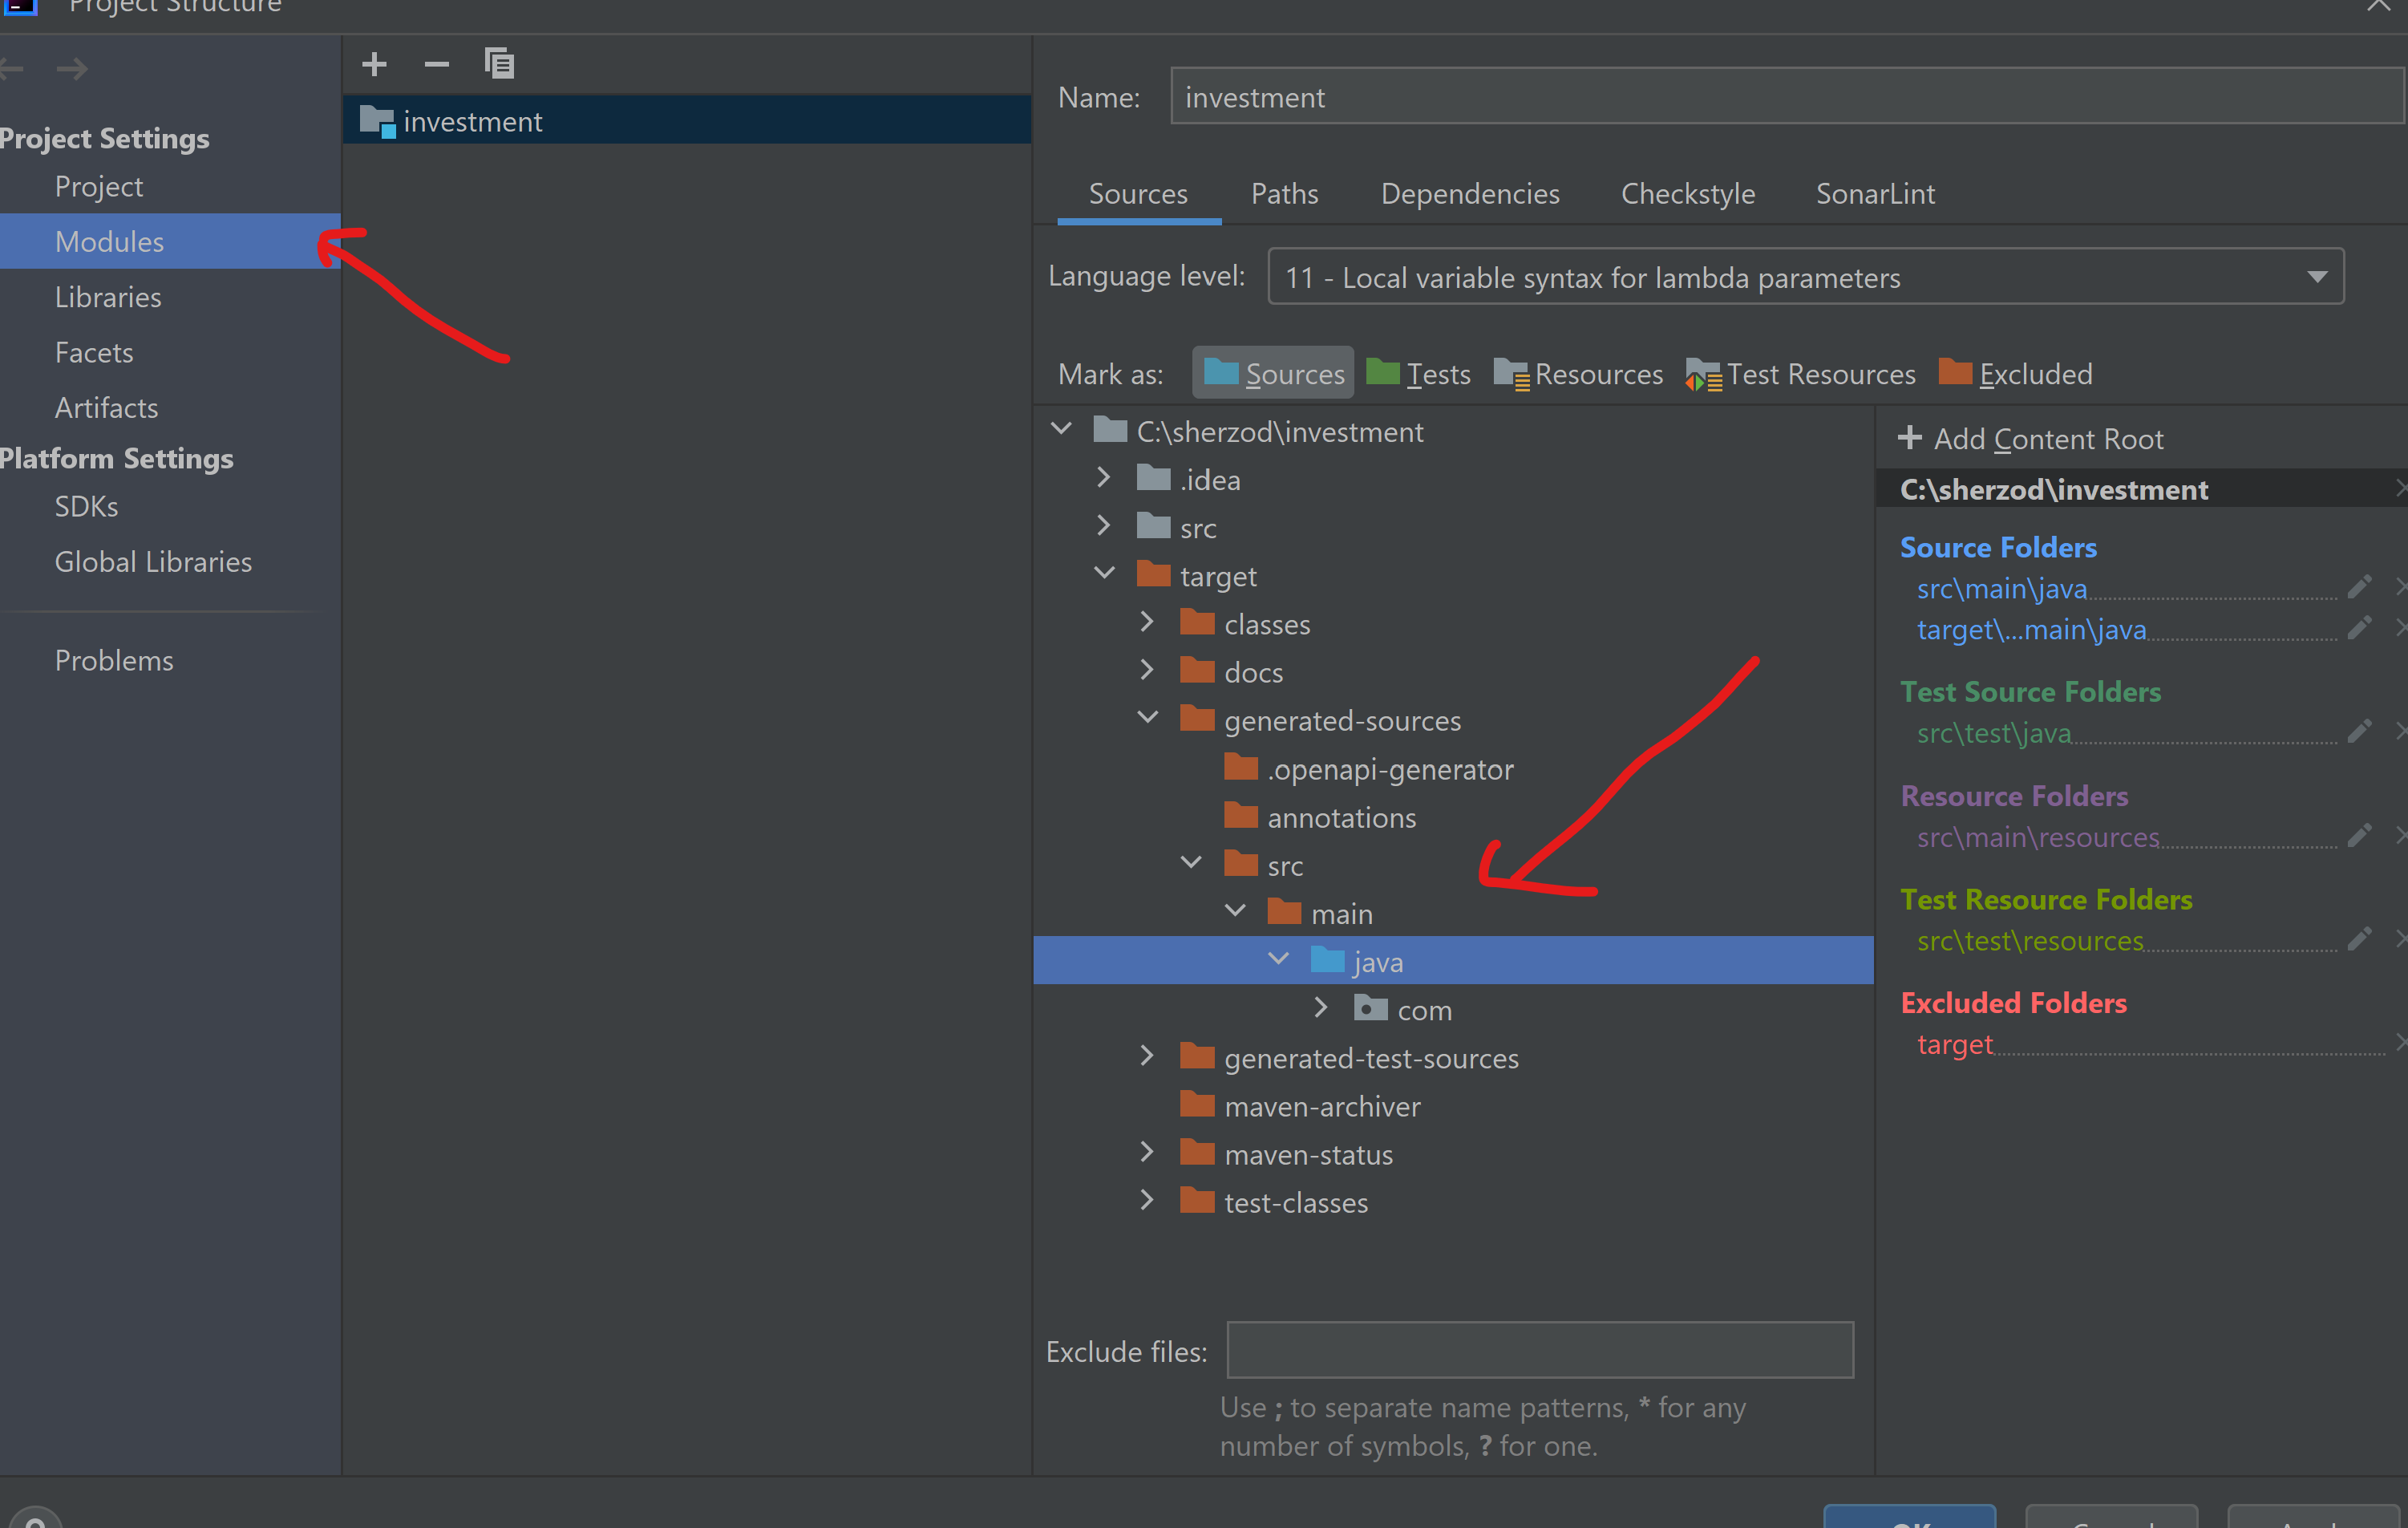 Project Structure
Project Settings
Project
Modules
Libraries
Facets
Artifacts
Platform Settings
SDKs
Global Libraries
Problems
investment
Name: investment
Sources Paths Dependencies Checkstyle SonarLint
Language level: 11 - Local variable syntax for lambda parameters
Mark as: Sources Tests Resources Test Resources Excluded
C:\sherzod\investment
.idea
src
target
classes
docs
generated-sources
.openapi-generator
annotations
src
main
java
com
generated-test-sources
maven-archiver
maven-status
test-classes
Exclude files:
Use ; to separate name patterns, * for any
number of symbols, ? for one.
Add Content Root
C:\sherzod\investment
Source Folders
src\main\java
target\...main\java
Test Source Folders
src\test\java
Resource Folders
src\main\resources
Test Resource Folders
src\test\resources
Excluded Folders
target
OK